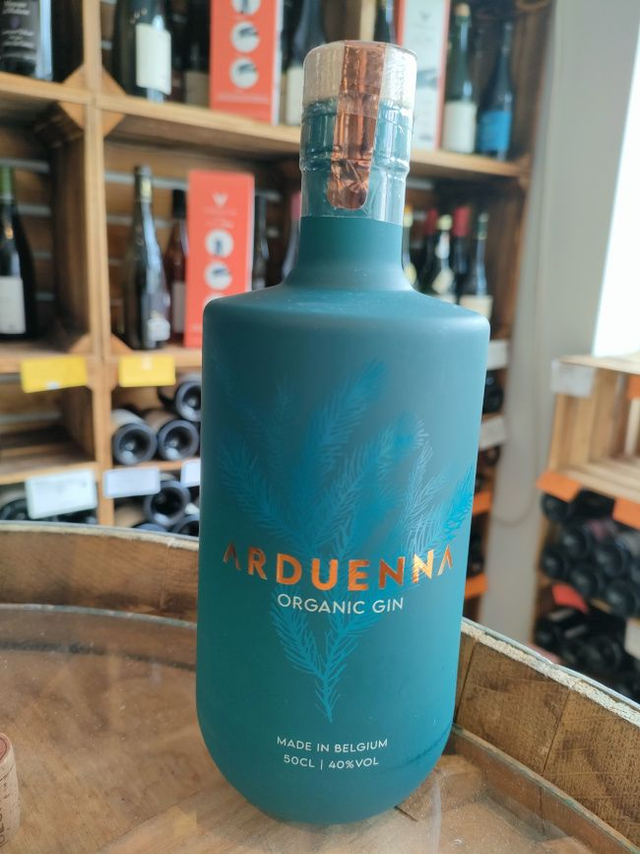 ARDUENNA
ORGANIC GIN
MADE IN BELGIUM
50CL | 40%VOL